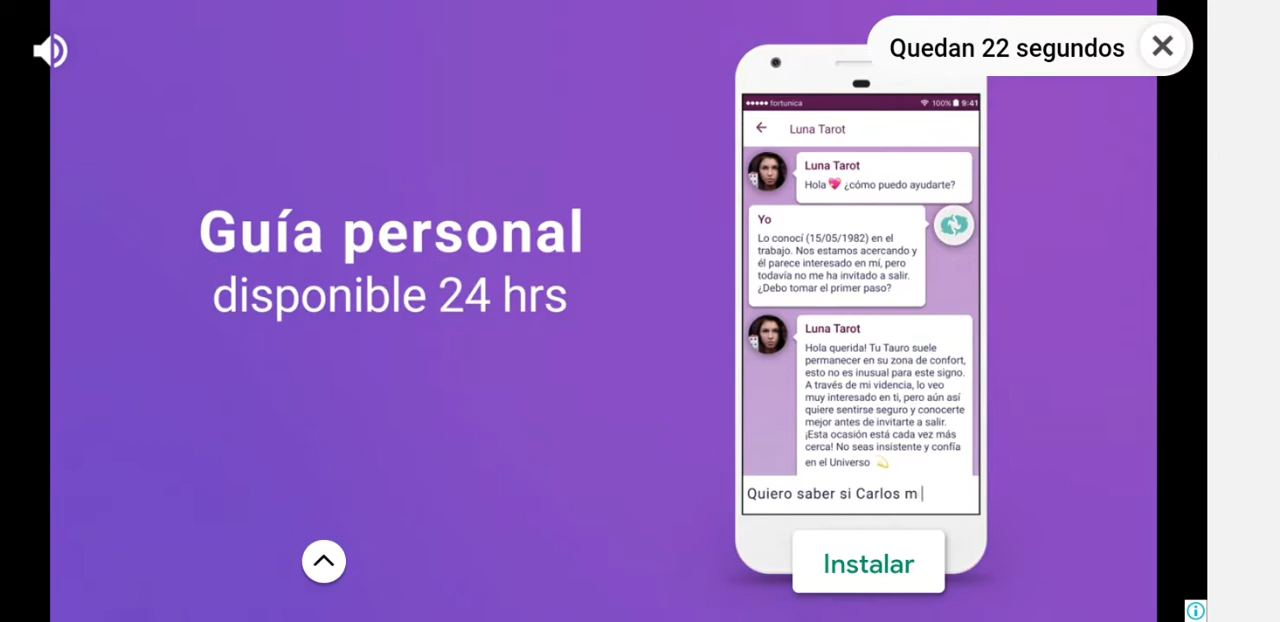 Quedan 22 segundos
Guía personal
disponible 24 hrs
fortunica
100%
9:41
Luna Tarot
Luna Tarot
Hola 💖 ¿cómo puedo ayudarte?
Yo
Lo conocí (15/05/1982) en el
trabajo. Nos estamos acercando y
él parece interesado en mí, pero
todavía no me ha invitado a salir.
¿Debo tomar el primer paso?
Luna Tarot
Hola querida! Tu Tauro suele
permanecer en su zona de confort,
esto no es inusual para este signo.
A través de mi videncia, lo veo
muy interesado en ti, pero aún así
quiere sentirse seguro y conocerte
mejor antes de invitarte a salir.
¡Esta ocasión está cada vez más
cerca! No seas insistente y confía
en el Universo 💫
Quiero saber si Carlos m
Instalar